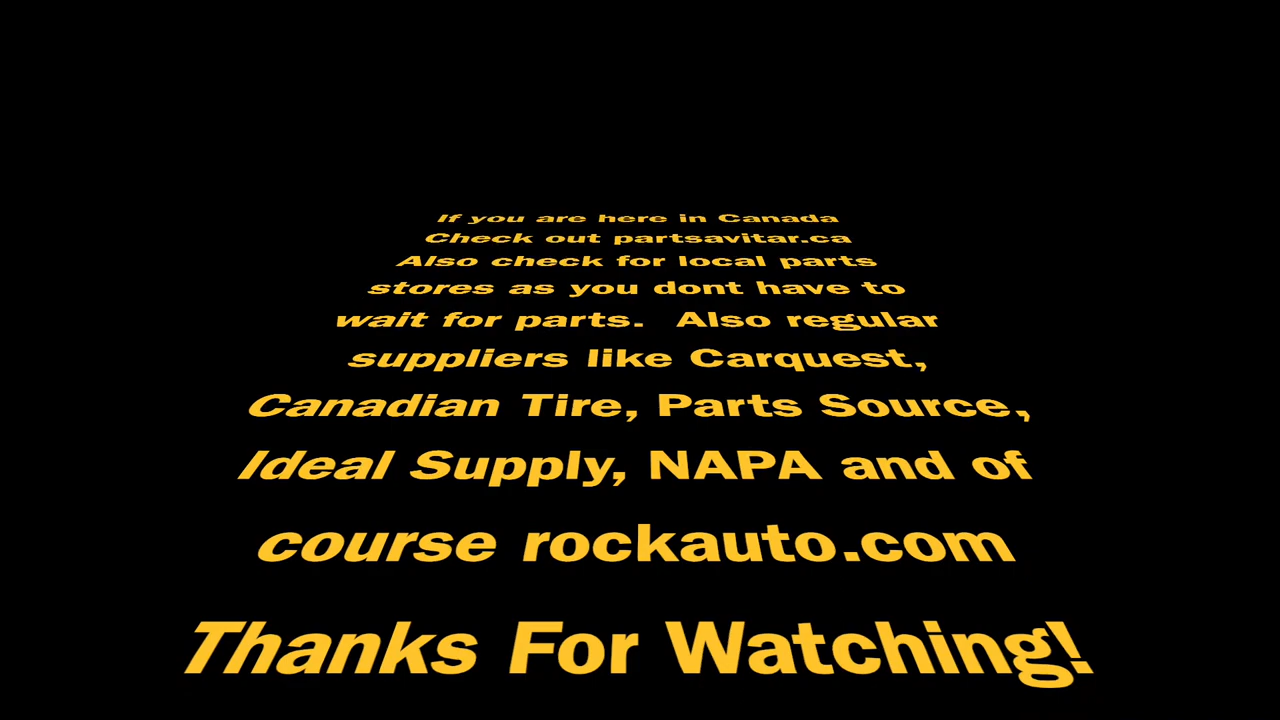 If you are here in Canada
Check out partsavitar.ca
Also check for local parts
stores as you dont have to
wait for parts.  Also regular
suppliers like Carquest,
Canadian Tire, Parts Source,
Ideal Supply, NAPA and of
course rockauto.com
Thanks For Watching!